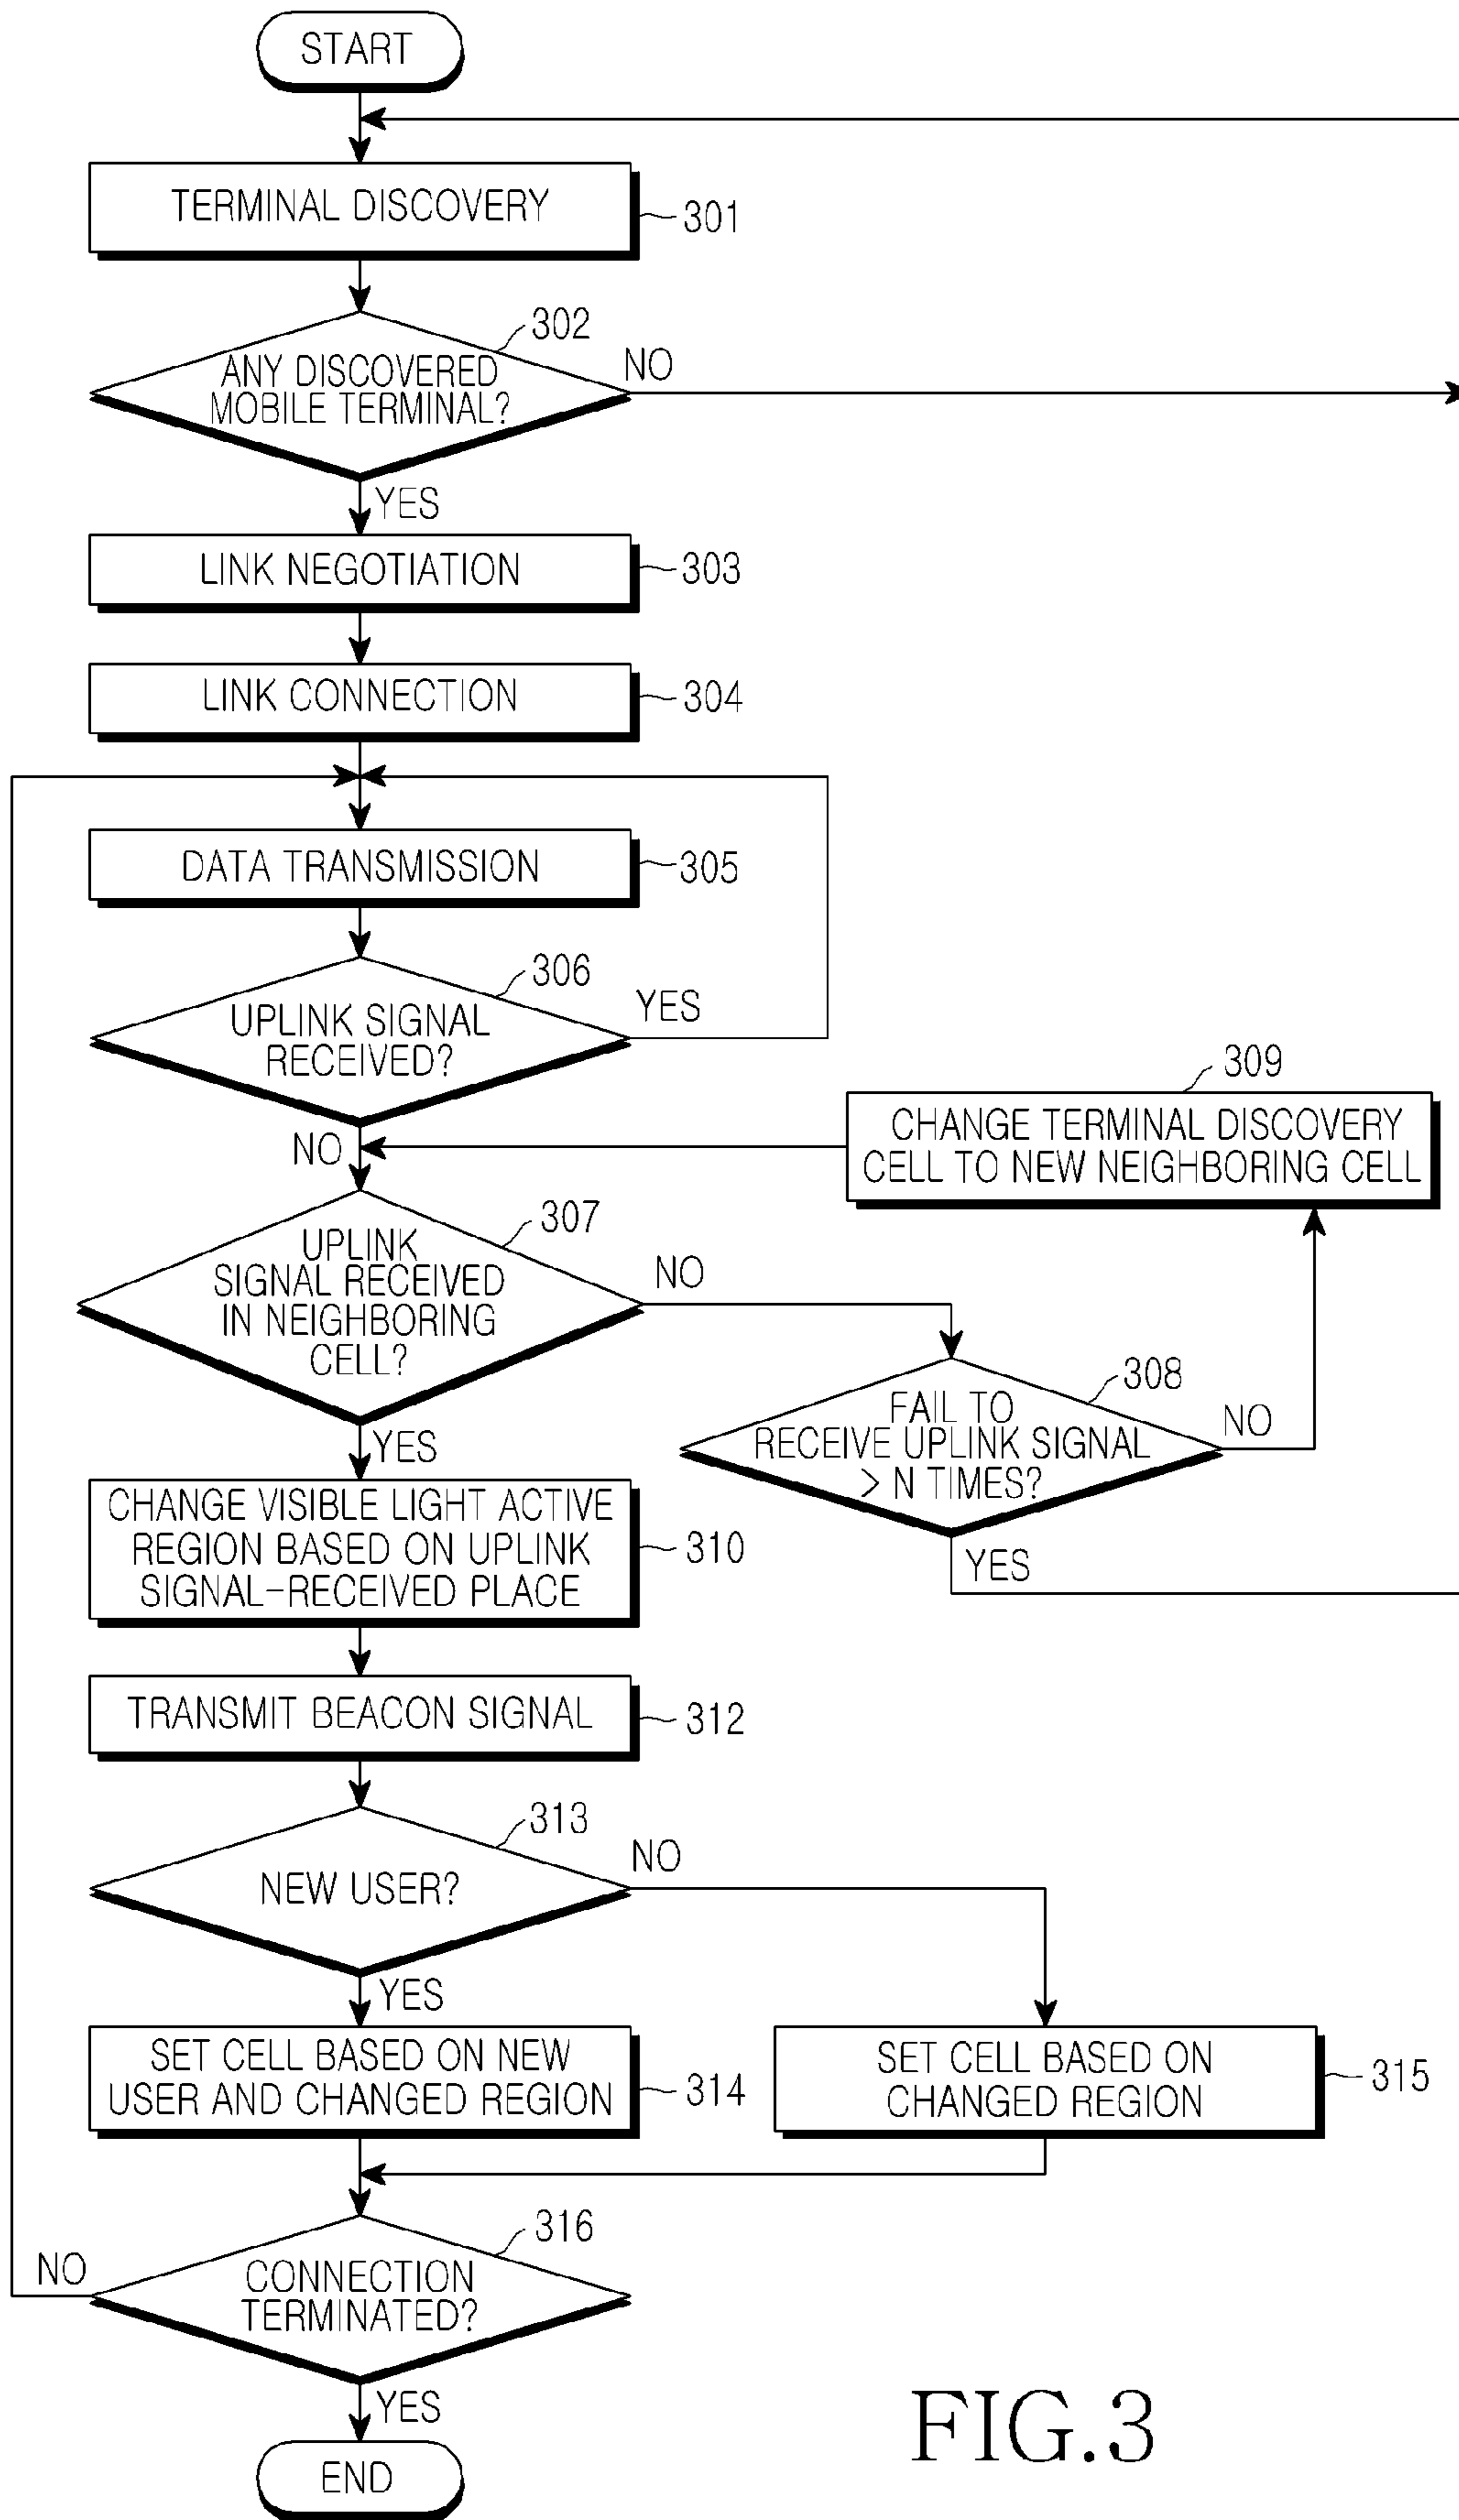 START
TERMINAL DISCOVERY
301
302
ANY DISCOVERED
MOBILE TERMINAL?
NO
YES
LINK NEGOTIATION
303
LINK CONNECTION
304
DATA TRANSMISSION
305
306
UPLINK SIGNAL
RECEIVED?
YES
NO
309
CHANGE TERMINAL DISCOVERY
CELL TO NEW NEIGHBORING CELL
307
UPLINK
SIGNAL RECEIVED
IN NEIGHBORING
CELL?
NO
YES
308
FAIL TO
RECEIVE UPLINK SIGNAL
> N TIMES?
NO
YES
CHANGE VISIBLE LIGHT ACTIVE
REGION BASED ON UPLINK
SIGNAL-RECEIVED PLACE
310
TRANSMIT BEACON SIGNAL
312
313
NEW USER?
NO
YES
SET CELL BASED ON NEW
USER AND CHANGED REGION
314
SET CELL BASED ON
CHANGED REGION
315
316
CONNECTION
TERMINATED?
NO
YES
END
FIG.3